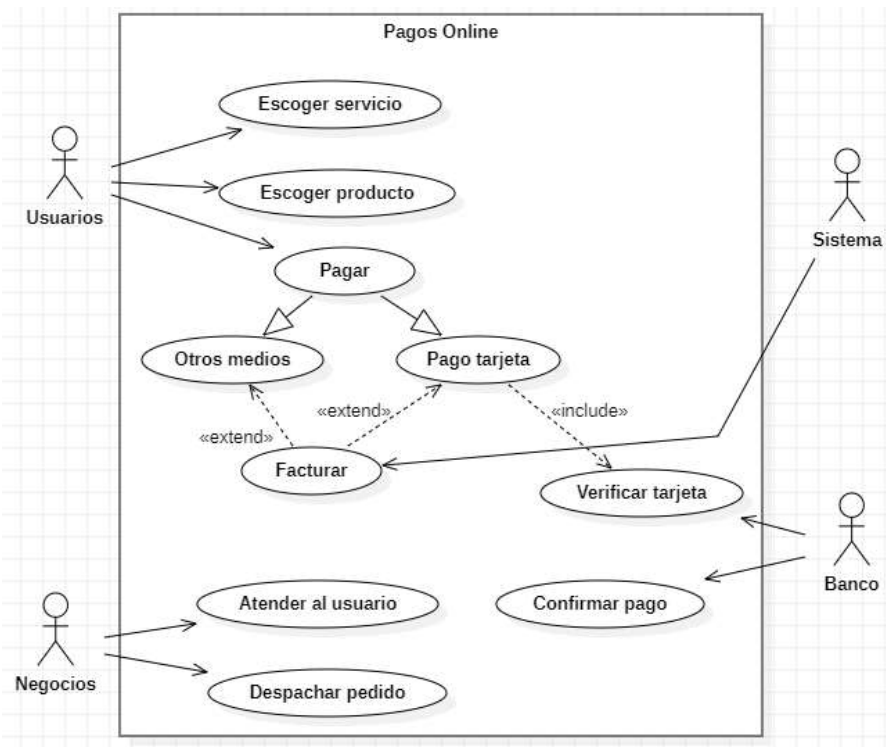 Pagos Online
Escoger servicio
Usuarios
Escoger producto
Sistema
Pagar
Otros medios
Pago tarjeta
«extend»
«include»
«extend»
Facturar
Verificar tarjeta
Banco
Atender al usuario
Confirmar pago
Negocios
Despachar pedido